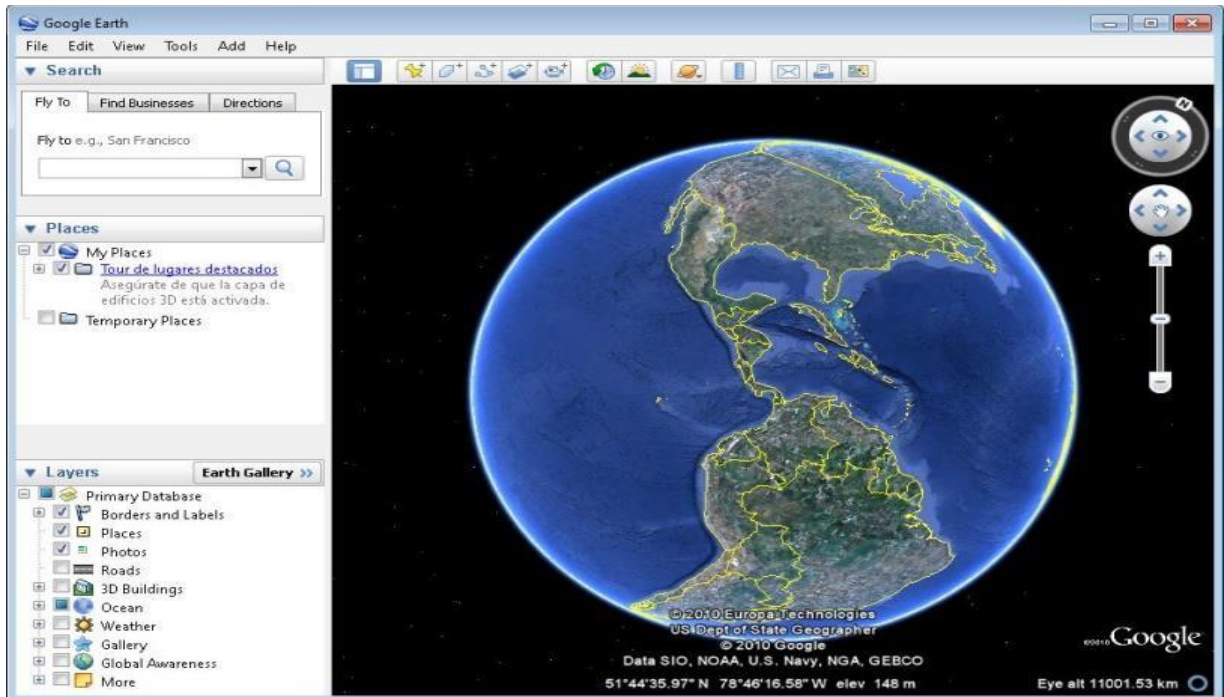 Google Earth
File Edit View Tools Add Help
Search
Fly To Find Businesses Directions
Fly to e.g., San Francisco
Places
My Places
Tour de lugares destacados
Asegúrate de que la capa de
edificios 3D está activada.
Temporary Places
Layers Earth Gallery >>
Primary Database
Borders and Labels
Places
Photos
Roads
3D Buildings
Ocean
Weather
Gallery
Global Awareness
More
N
© 2010 Europa Technologies
US Dept of State Geographer
© 2010 Google
Data SIO, NOAA, U.S. Navy, NGA, GEBCO
©2010 Google
51°44'35.97" N 78°46'16.58" W elev 148 m
Eye alt 11001.53 km